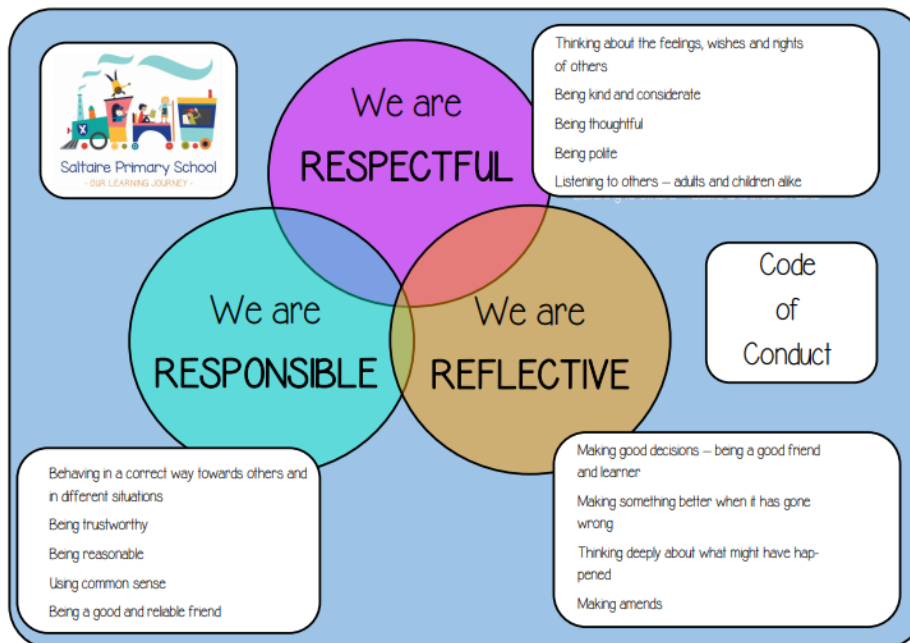 Saltaire Primary School
- OUR LEARNING JOURNEY -
We are
RESPECTFUL
Thinking about the feelings, wishes and rights
of others
Being kind and considerate
Being thoughtful
Being polite
Listening to others – adults and children alike
We are
RESPONSIBLE
We are
REFLECTIVE
Code
of
Conduct
Behaving in a correct way towards others and
in different situations
Being trustworthy
Being reasonable
Using common sense
Being a good and reliable friend
Making good decisions – being a good friend
and learner
Making something better when it has gone
wrong
Thinking deeply about what might have hap-
pened
Making amends